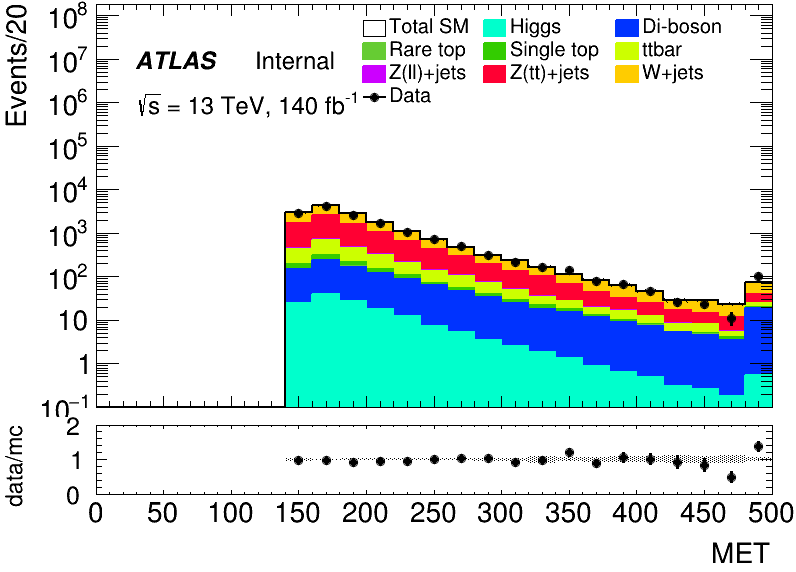 Events/20
10⁸
10⁷
10⁶
10⁵
10⁴
10³
10²
10
1
10⁻¹
ATLAS Internal
√s = 13 TeV, 140 fb⁻¹
Total SM Higgs Di-boson
Rare top Single top ttbar
Z(ll)+jets Z(tt)+jets W+jets
Data
data/mc
2
1
0
0 50 100 150 200 250 300 350 400 450 500
MET